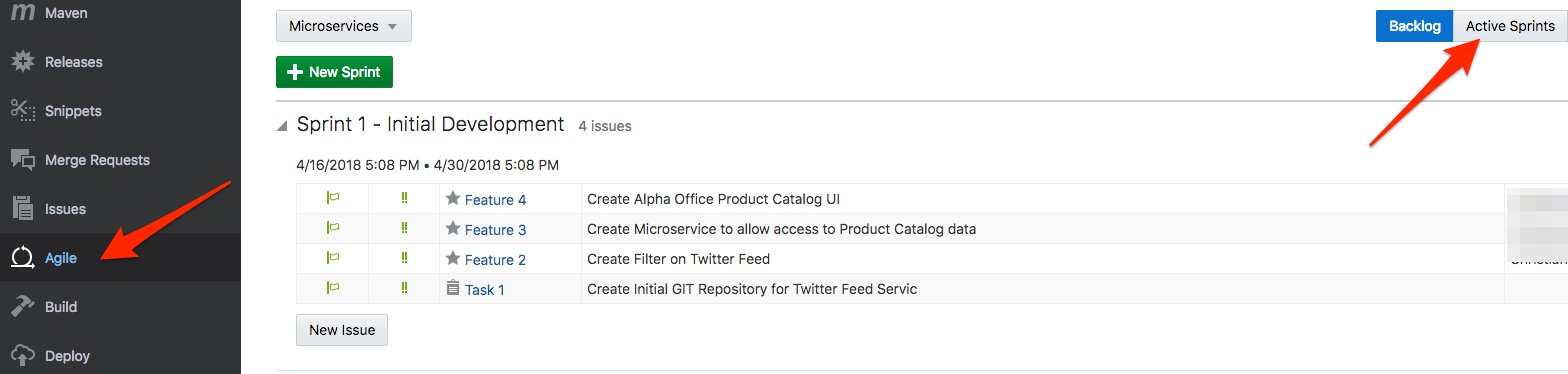 Maven
Releases
Snippets
Merge Requests
Issues
Agile
Build
Deploy
Microservices
Backlog
Active Sprints
New Sprint
Sprint 1 - Initial Development 4 issues
4/16/2018 5:08 PM • 4/30/2018 5:08 PM
Feature 4 Create Alpha Office Product Catalog UI
Feature 3 Create Microservice to allow access to Product Catalog data
Feature 2 Create Filter on Twitter Feed
Task 1 Create Initial GIT Repository for Twitter Feed Servic
New Issue